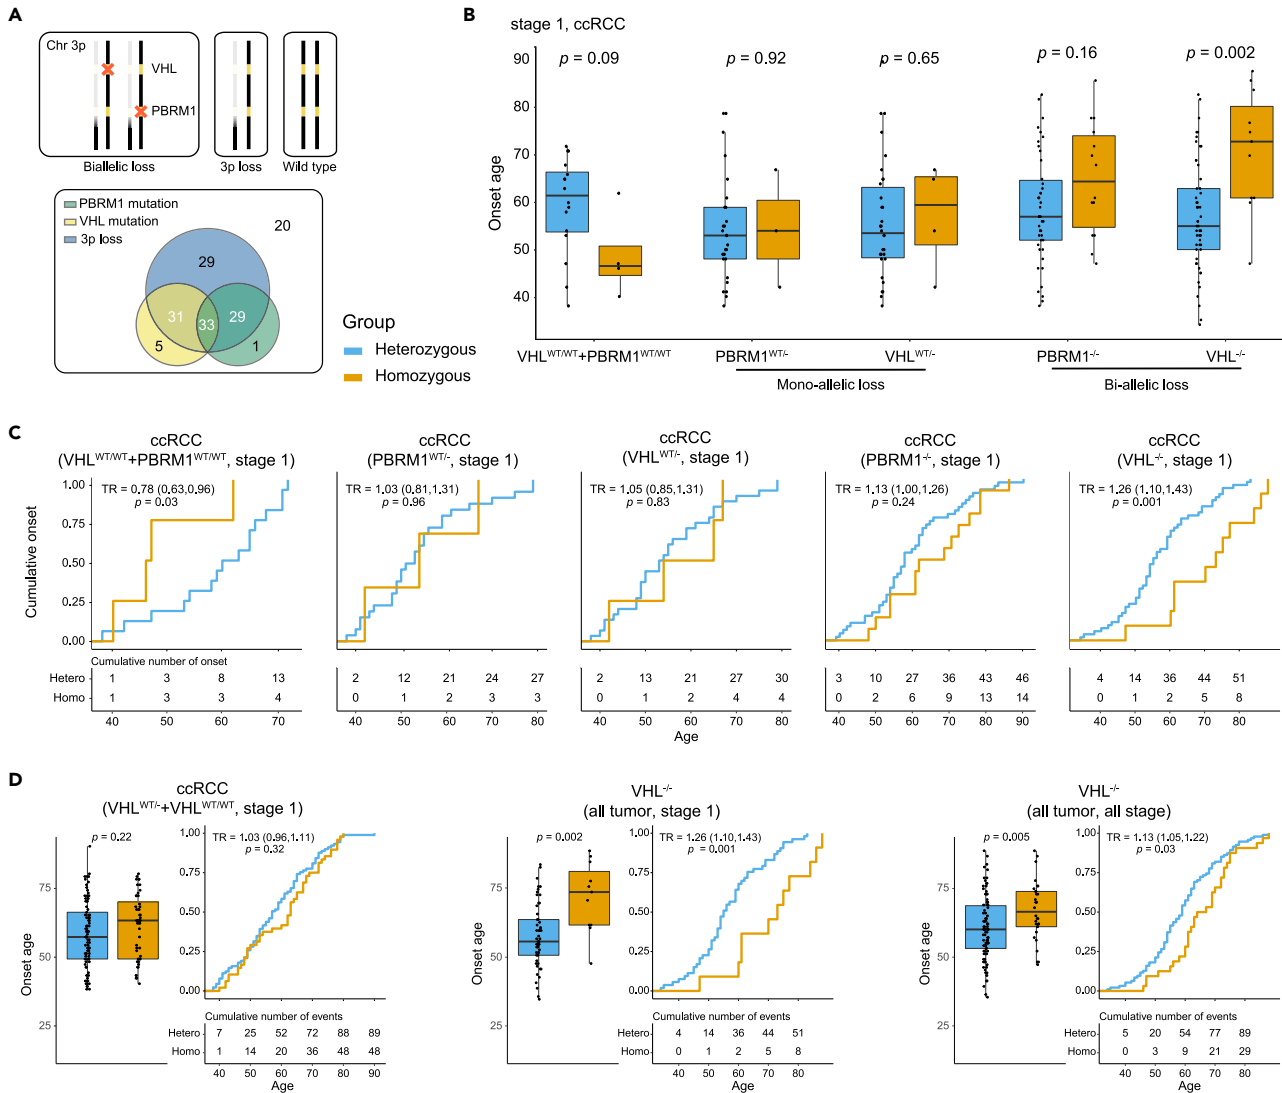 A
Chr 3p
VHL
PBRM1
Biallelic loss
3p loss
Wild type
PBRM1 mutation
VHL mutation
3p loss
20
29
31
33
29
5
1
Group
Heterozygous
Homozygous
B
stage 1, ccRCC
Onset age
90
80
70
60
50
40
p = 0.09
p = 0.92
p = 0.65
p = 0.16
p = 0.002
VHL^WT/WT+PBRM1^WT/WT
PBRM1^WT/-
VHL^WT/-
PBRM1^-/-
VHL^-/-
Mono-allelic loss
Bi-allelic loss
C
ccRCC
(VHL^WT/WT+PBRM1^WT/WT, stage 1)
TR = 0.78 (0.63,0.96)
p = 0.03
Cumulative onset
1.00
0.75
0.50
0.25
0.00
Cumulative number of onset
Hetero 1 3 8 13
Homo 1 3 3 4
40 50 60 70
ccRCC
(PBRM1^WT/-, stage 1)
TR = 1.03 (0.81,1.31)
p = 0.96
2 12 21 24 27
0 1 2 3 3
40 50 60 70 80
ccRCC
(VHL^WT/-, stage 1)
TR = 1.05 (0.85,1.31)
p = 0.83
2 13 21 27 30
0 1 2 4 4
40 50 60 70 80
Age
ccRCC
(PBRM1^-/-, stage 1)
TR = 1.13 (1.00,1.26)
p = 0.24
3 10 27 36 43 46
0 2 6 9 13 14
40 50 60 70 80 90
ccRCC
(VHL^-/-, stage 1)
TR = 1.26 (1.10,1.43)
p = 0.001
4 14 36 44 51
0 1 2 5 8
40 50 60 70 80
Age
D
ccRCC
(VHL^WT/-+VHL^WT/WT, stage 1)
Onset age
75
50
25
p = 0.22
1.00
0.75
0.50
0.25
0.00
TR = 1.03 (0.96,1.11)
p = 0.32
Cumulative number of events
Hetero 7 25 52 72 88 89
Homo 1 14 20 36 48 48
40 50 60 70 80 90
Age
VHL^-/-
(all tumor, stage 1)
Onset age
75
50
25
p = 0.002
1.00
0.75
0.50
0.25
0.00
TR = 1.26 (1.10,1.43)
p = 0.001
Cumulative number of events
Hetero 4 14 36 44 51
Homo 0 1 2 5 8
40 50 60 70 80
Age
VHL^-/-
(all tumor, all stage)
Onset age
75
50
25
p = 0.005
1.00
0.75
0.50
0.25
0.00
TR = 1.13 (1.05,1.22)
p = 0.03
Cumulative number of events
Hetero 5 20 54 77 89
Homo 0 3 9 21 29
40 50 60 70 80
Age